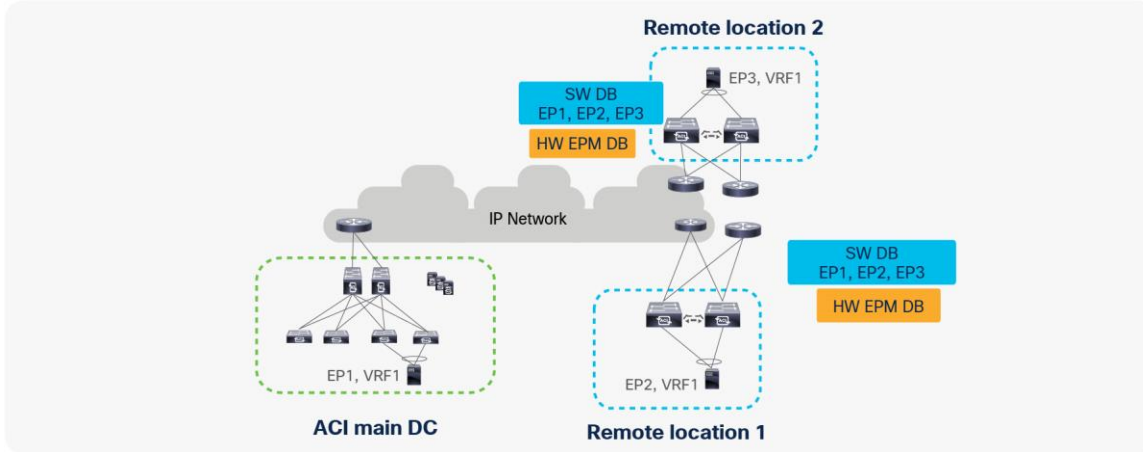 Remote location 2
EP3, VRF1
SW DB
EP1, EP2, EP3
HW EPM DB
IP Network
SW DB
EP1, EP2, EP3
HW EPM DB
EP1, VRF1
EP2, VRF1
ACI main DC
Remote location 1